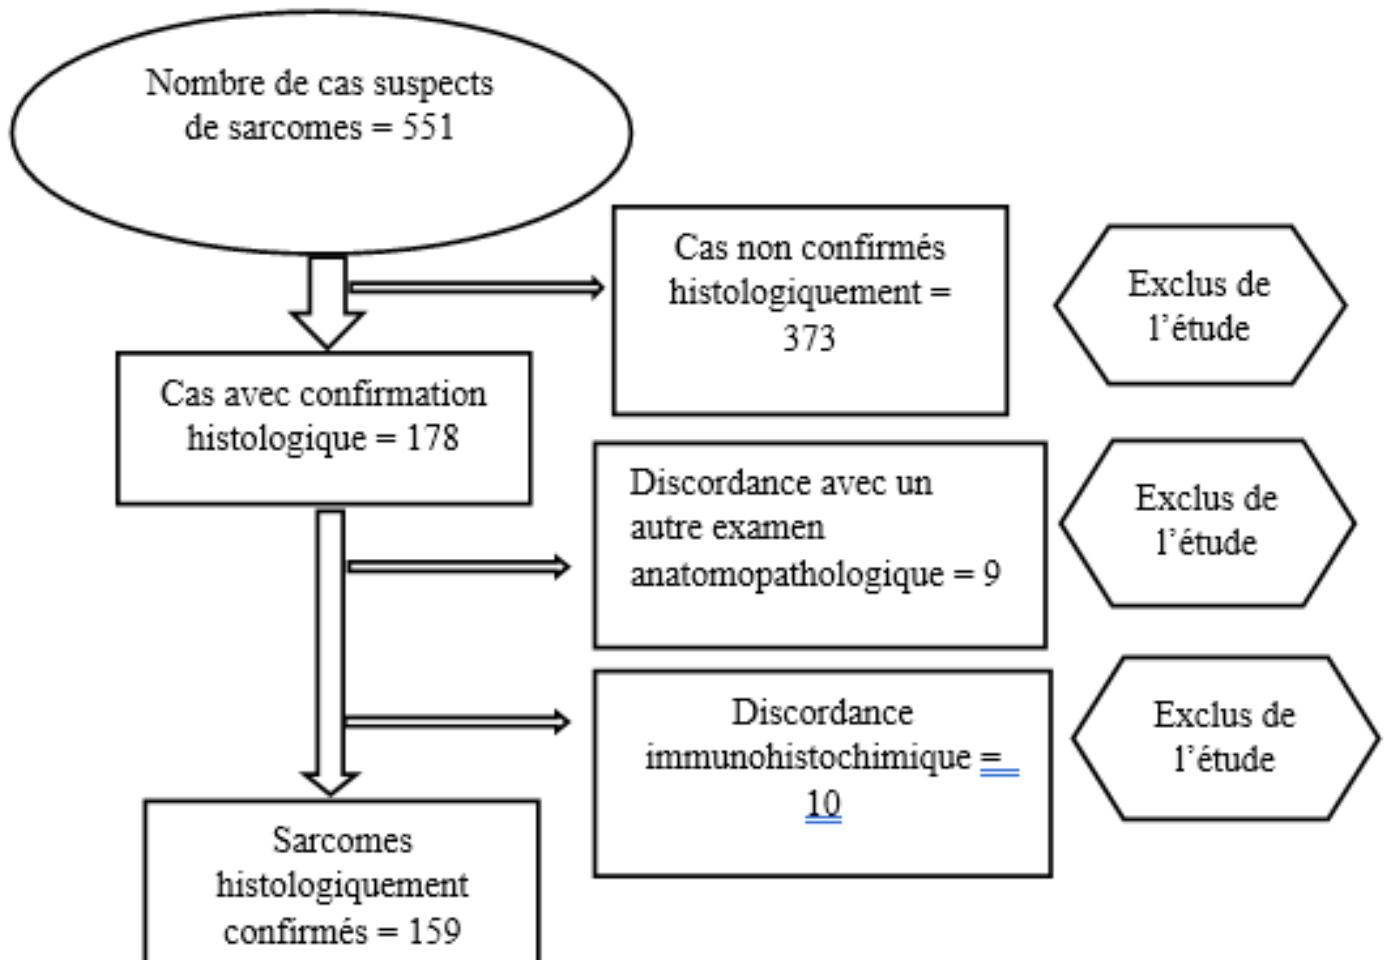 Nombre de cas suspects
de sarcomes = 551
Cas non confirmés
histologiquement =
373
Exclus de
l’étude
Cas avec confirmation
histologique = 178
Discordance avec un
autre examen
anatomopathologique = 9
Exclus de
l’étude
Discordance
immunohistochimique =
10
Exclus de
l’étude
Sarcomes
histologiquement
confirmés = 159